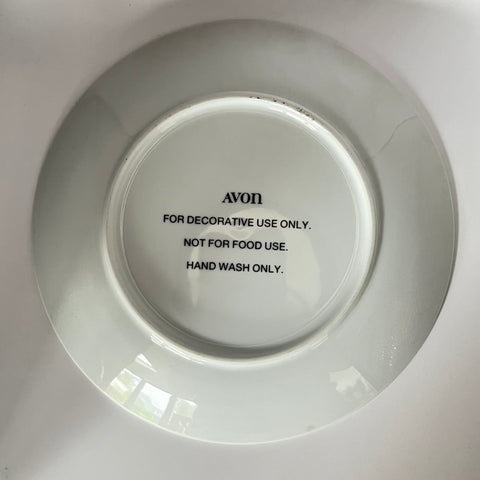 AVON
FOR DECORATIVE USE ONLY.
NOT FOR FOOD USE.
HAND WASH ONLY.